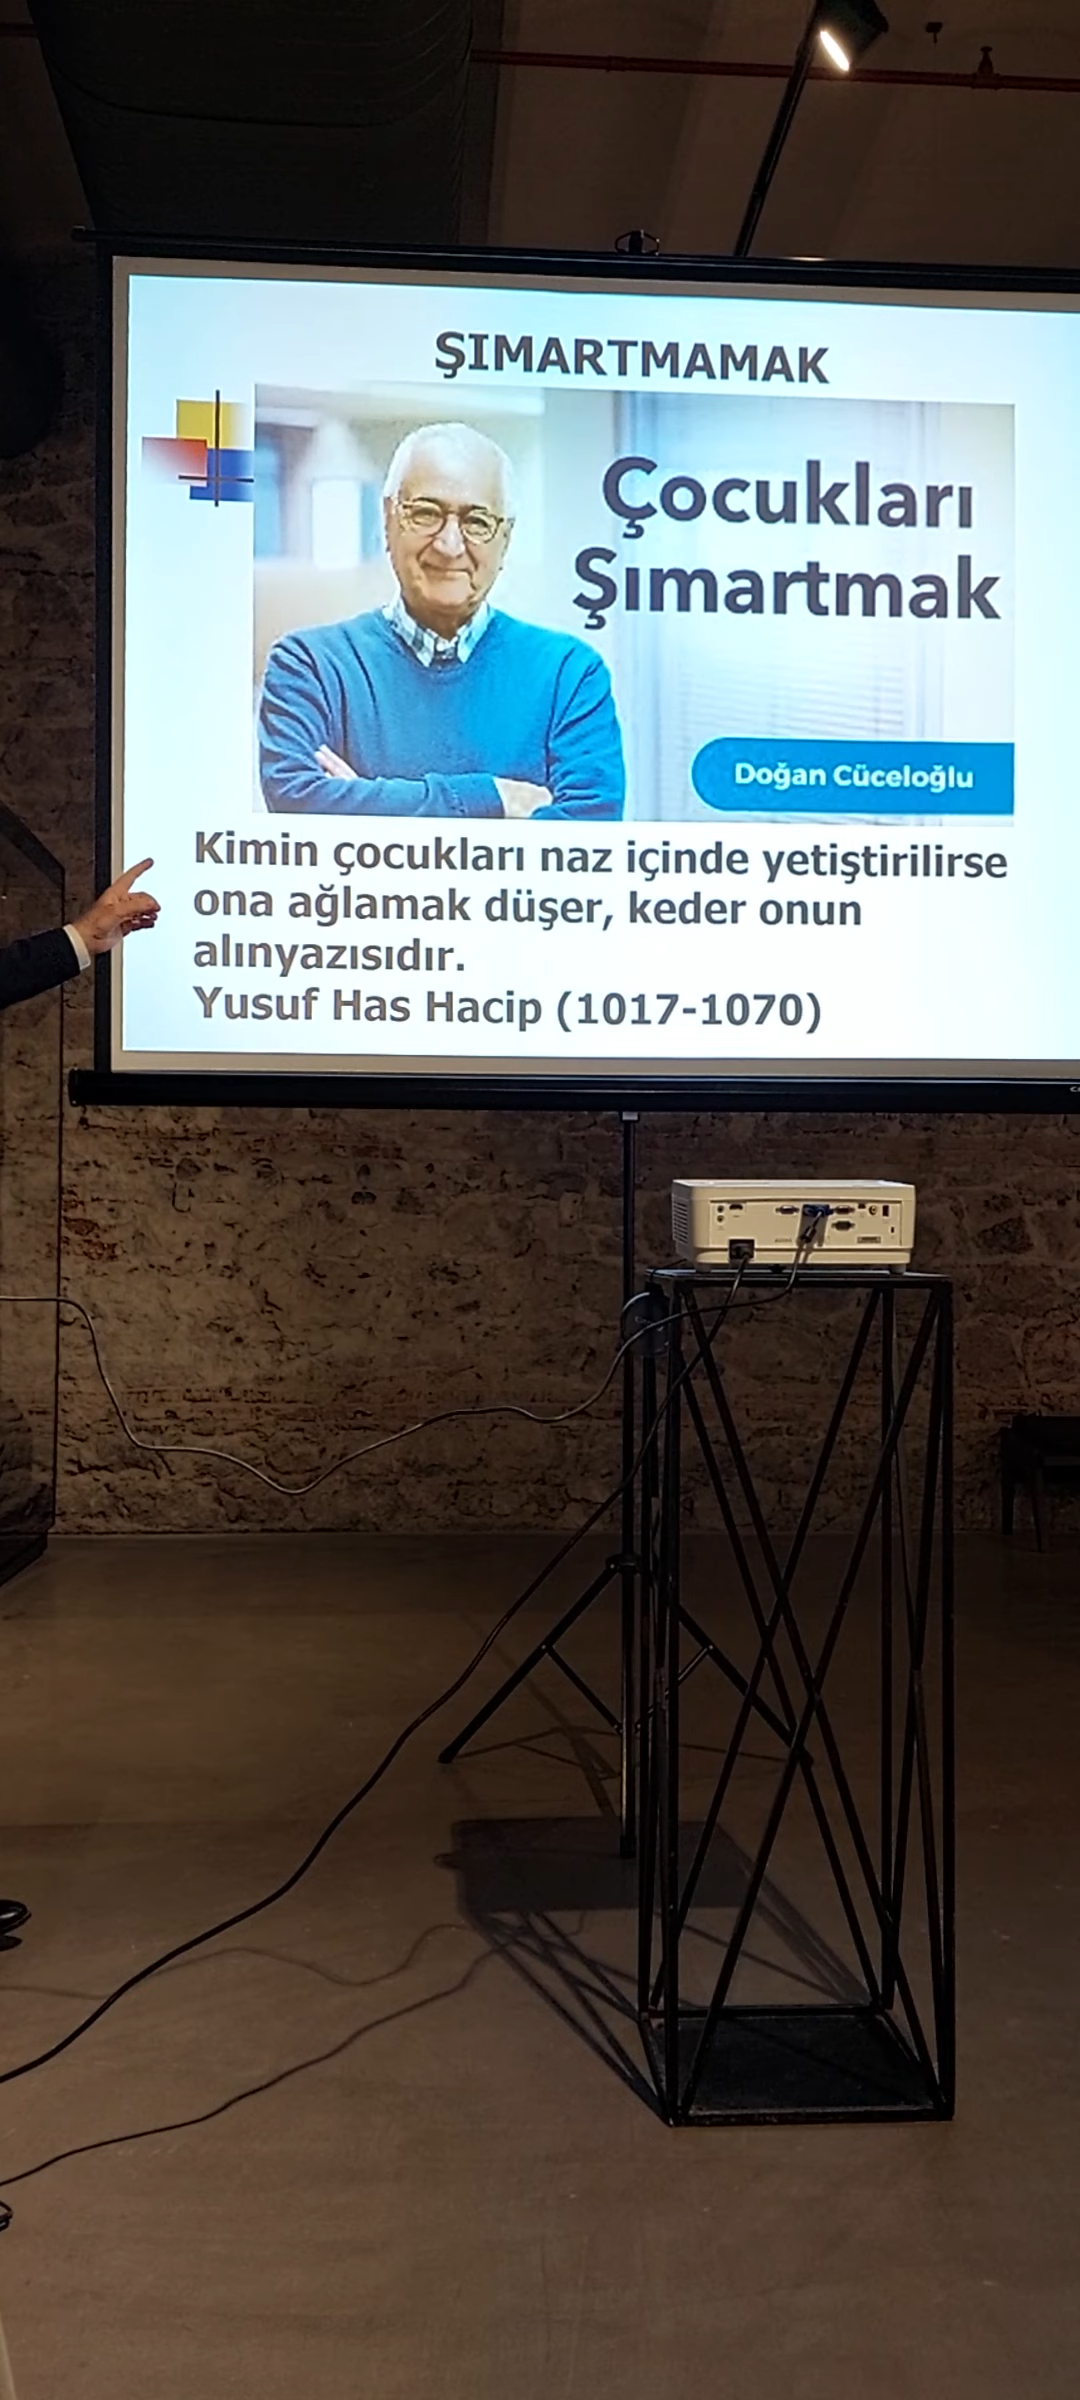 ŞIMARTMAMAK
Çocukları
Şımartmak
Doğan Cüceloğlu
Kimin çocukları naz içinde yetiştirilirse
ona ağlamak düşer, keder onun
alınyazısıdır.
Yusuf Has Hacip (1017-1070)